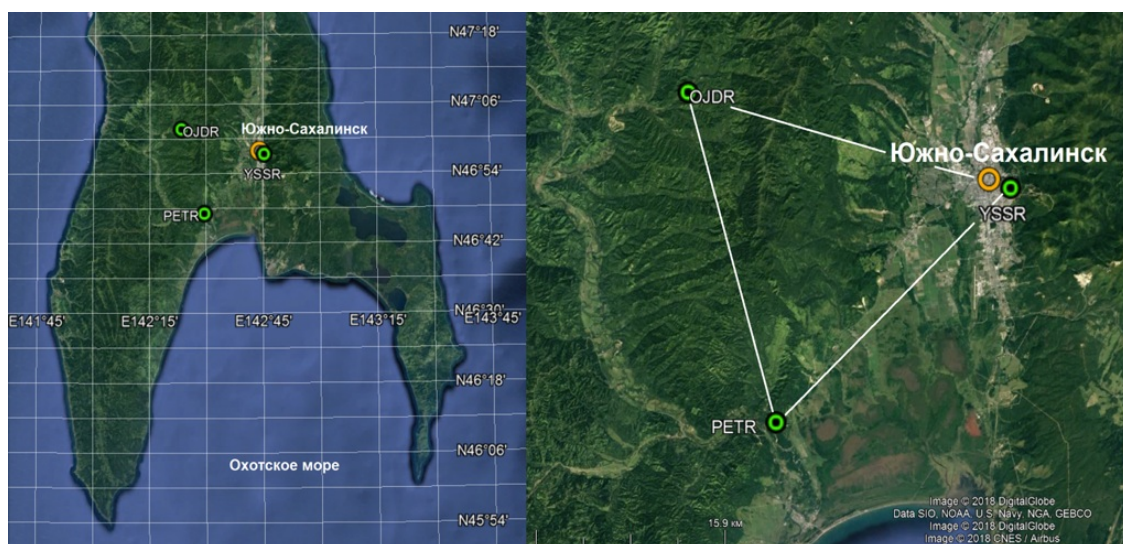 N47°18'
N47°06'
OJDR
Южно-Сахалинск
N46°54'
YSSR
PETR
N46°42'
N46°30'
E141°45'
E142°15'
E142°45'
E143°15'
E143°45'
N46°18'
N46°06'
Охотское море
N45°54'
OJDR
Южно-Сахалинск
YSSR
PETR
15.9 км
Image © 2018 DigitalGlobe
Data SIO, NOAA, U.S. Navy, NGA, GEBCO
Image © 2018 DigitalGlobe
Image © 2018 CNES / Airbus